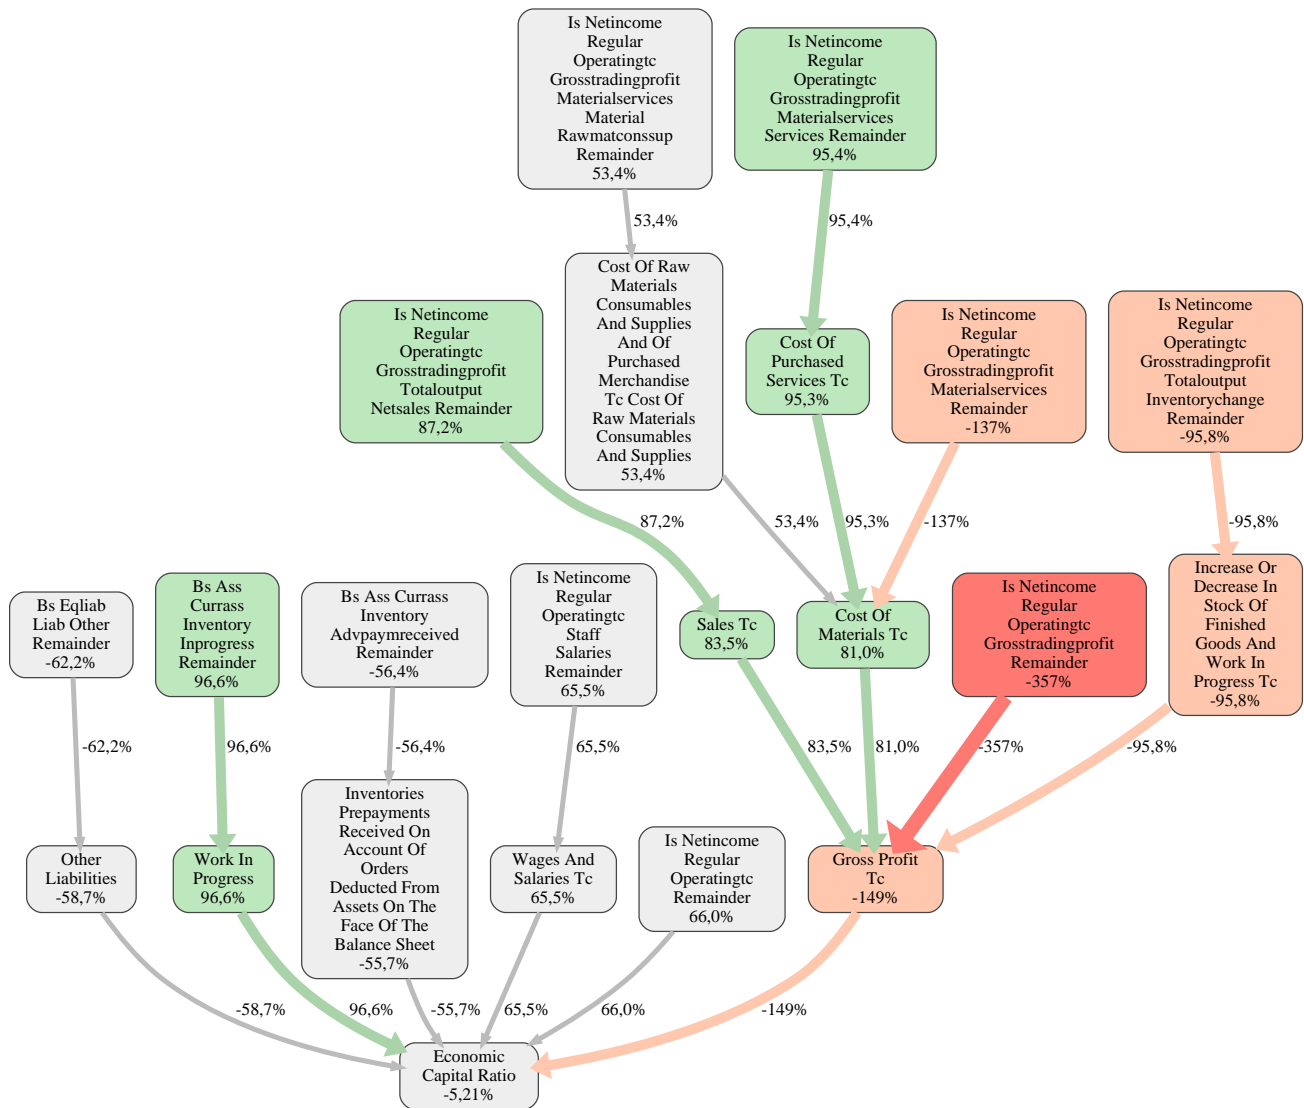 Is Netincome
Regular
Operatingtc
Grosstradingprofit
Materialservices
Material
Rawmatconssup
Remainder
53,4%
Is Netincome
Regular
Operatingtc
Grosstradingprofit
Materialservices
Services Remainder
95,4%
53,4%
95,4%
Is Netincome
Regular
Operatingtc
Grosstradingprofit
Totaloutput
Netsales Remainder
87,2%
Cost Of Raw
Materials
Consumables
And Supplies
And Of
Purchased
Merchandise
Tc Cost Of
Raw Materials
Consumables
And Supplies
53,4%
Cost Of
Purchased
Services Tc
95,3%
Is Netincome
Regular
Operatingtc
Grosstradingprofit
Materialservices
Remainder
-137%
Is Netincome
Regular
Operatingtc
Grosstradingprofit
Totaloutput
Inventorychange
Remainder
-95,8%
87,2%
53,4%
95,3%
-137%
-95,8%
Bs Eqliab
Liab Other
Remainder
-62,2%
Bs Ass
Currass
Inventory
Inprogress
Remainder
96,6%
Bs Ass Currass
Inventory
Advpaymreceived
Remainder
-56,4%
Is Netincome
Regular
Operatingtc
Staff
Salaries
Remainder
65,5%
Sales Tc
83,5%
Cost Of
Materials Tc
81,0%
Is Netincome
Regular
Operatingtc
Grosstradingprofit
Remainder
-357%
Increase Or
Decrease In
Stock Of
Finished
Goods And
Work In
Progress Tc
-95,8%
-62,2%
96,6%
-56,4%
65,5%
83,5%
81,0%
-357%
-95,8%
Other
Liabilities
-58,7%
Work In
Progress
96,6%
Inventories
Prepayments
Received On
Account Of
Orders
Deducted From
Assets On The
Face Of The
Balance Sheet
-55,7%
Wages And
Salaries Tc
65,5%
Is Netincome
Regular
Operatingtc
Remainder
66,0%
Gross Profit
Tc
-149%
-58,7%
96,6%
-55,7%
65,5%
66,0%
-149%
Economic
Capital Ratio
-5,21%